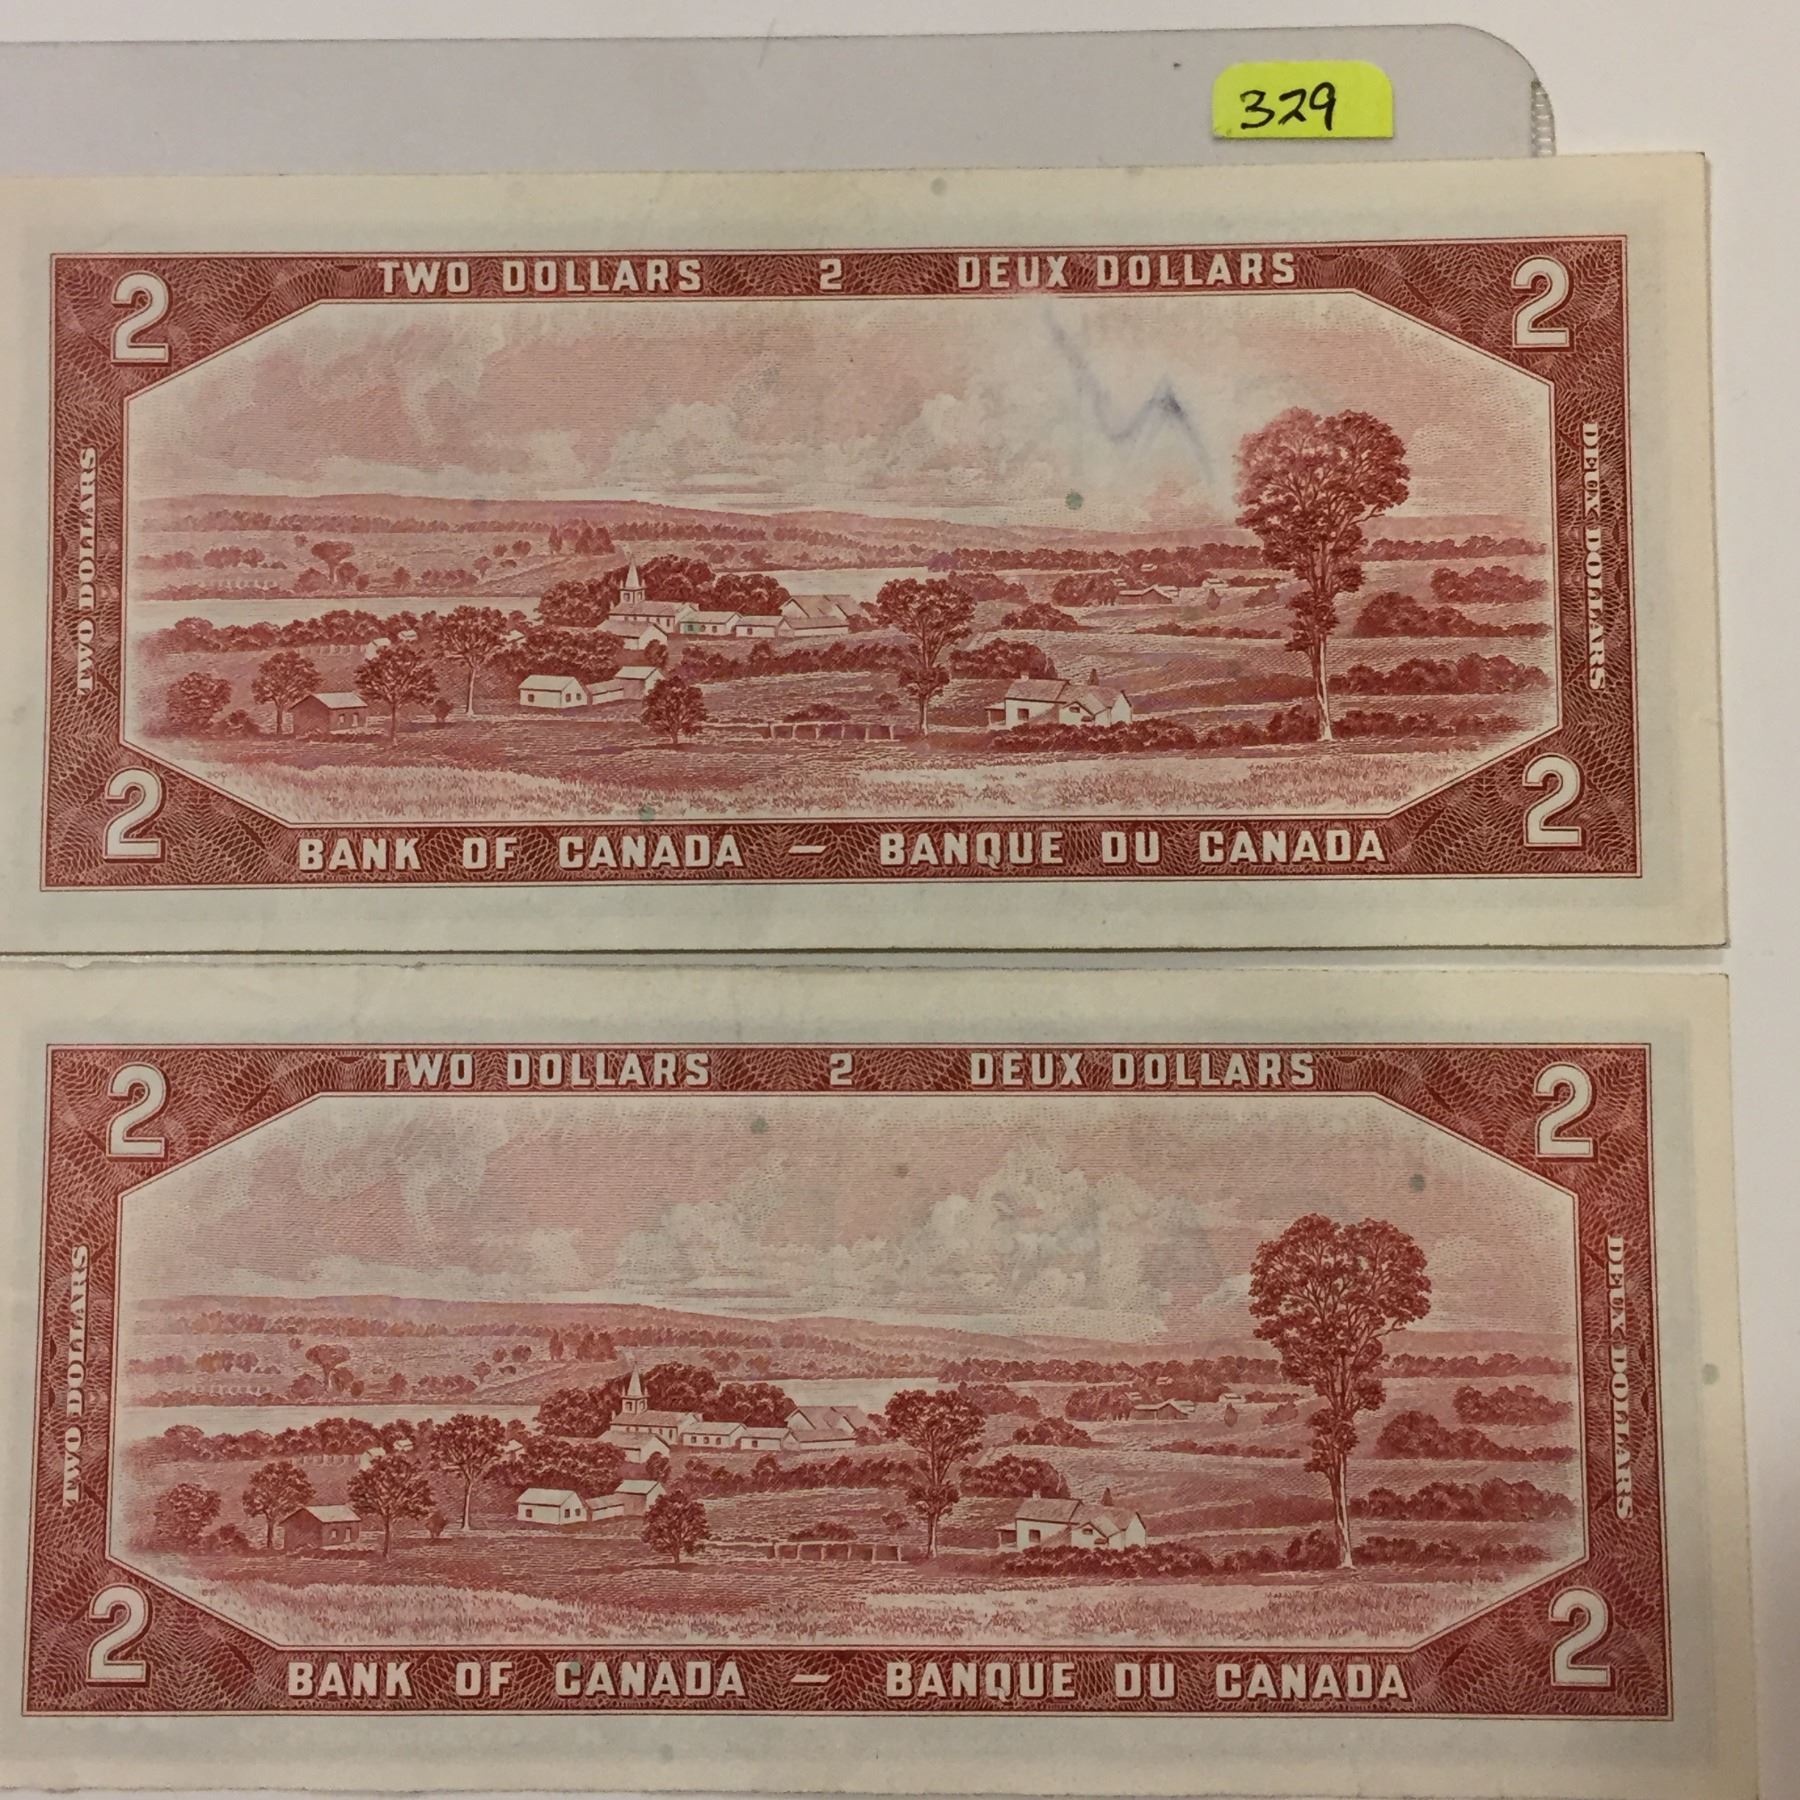 329
TWO DOLLARS 2 DEUX DOLLARS
2 2
TWO DOLLARS
DEUX DOLLARS
2 2
BANK OF CANADA — BANQUE DU CANADA
TWO DOLLARS 2 DEUX DOLLARS
2 2
TWO DOLLARS
DEUX DOLLARS
2 2
BANK OF CANADA — BANQUE DU CANADA